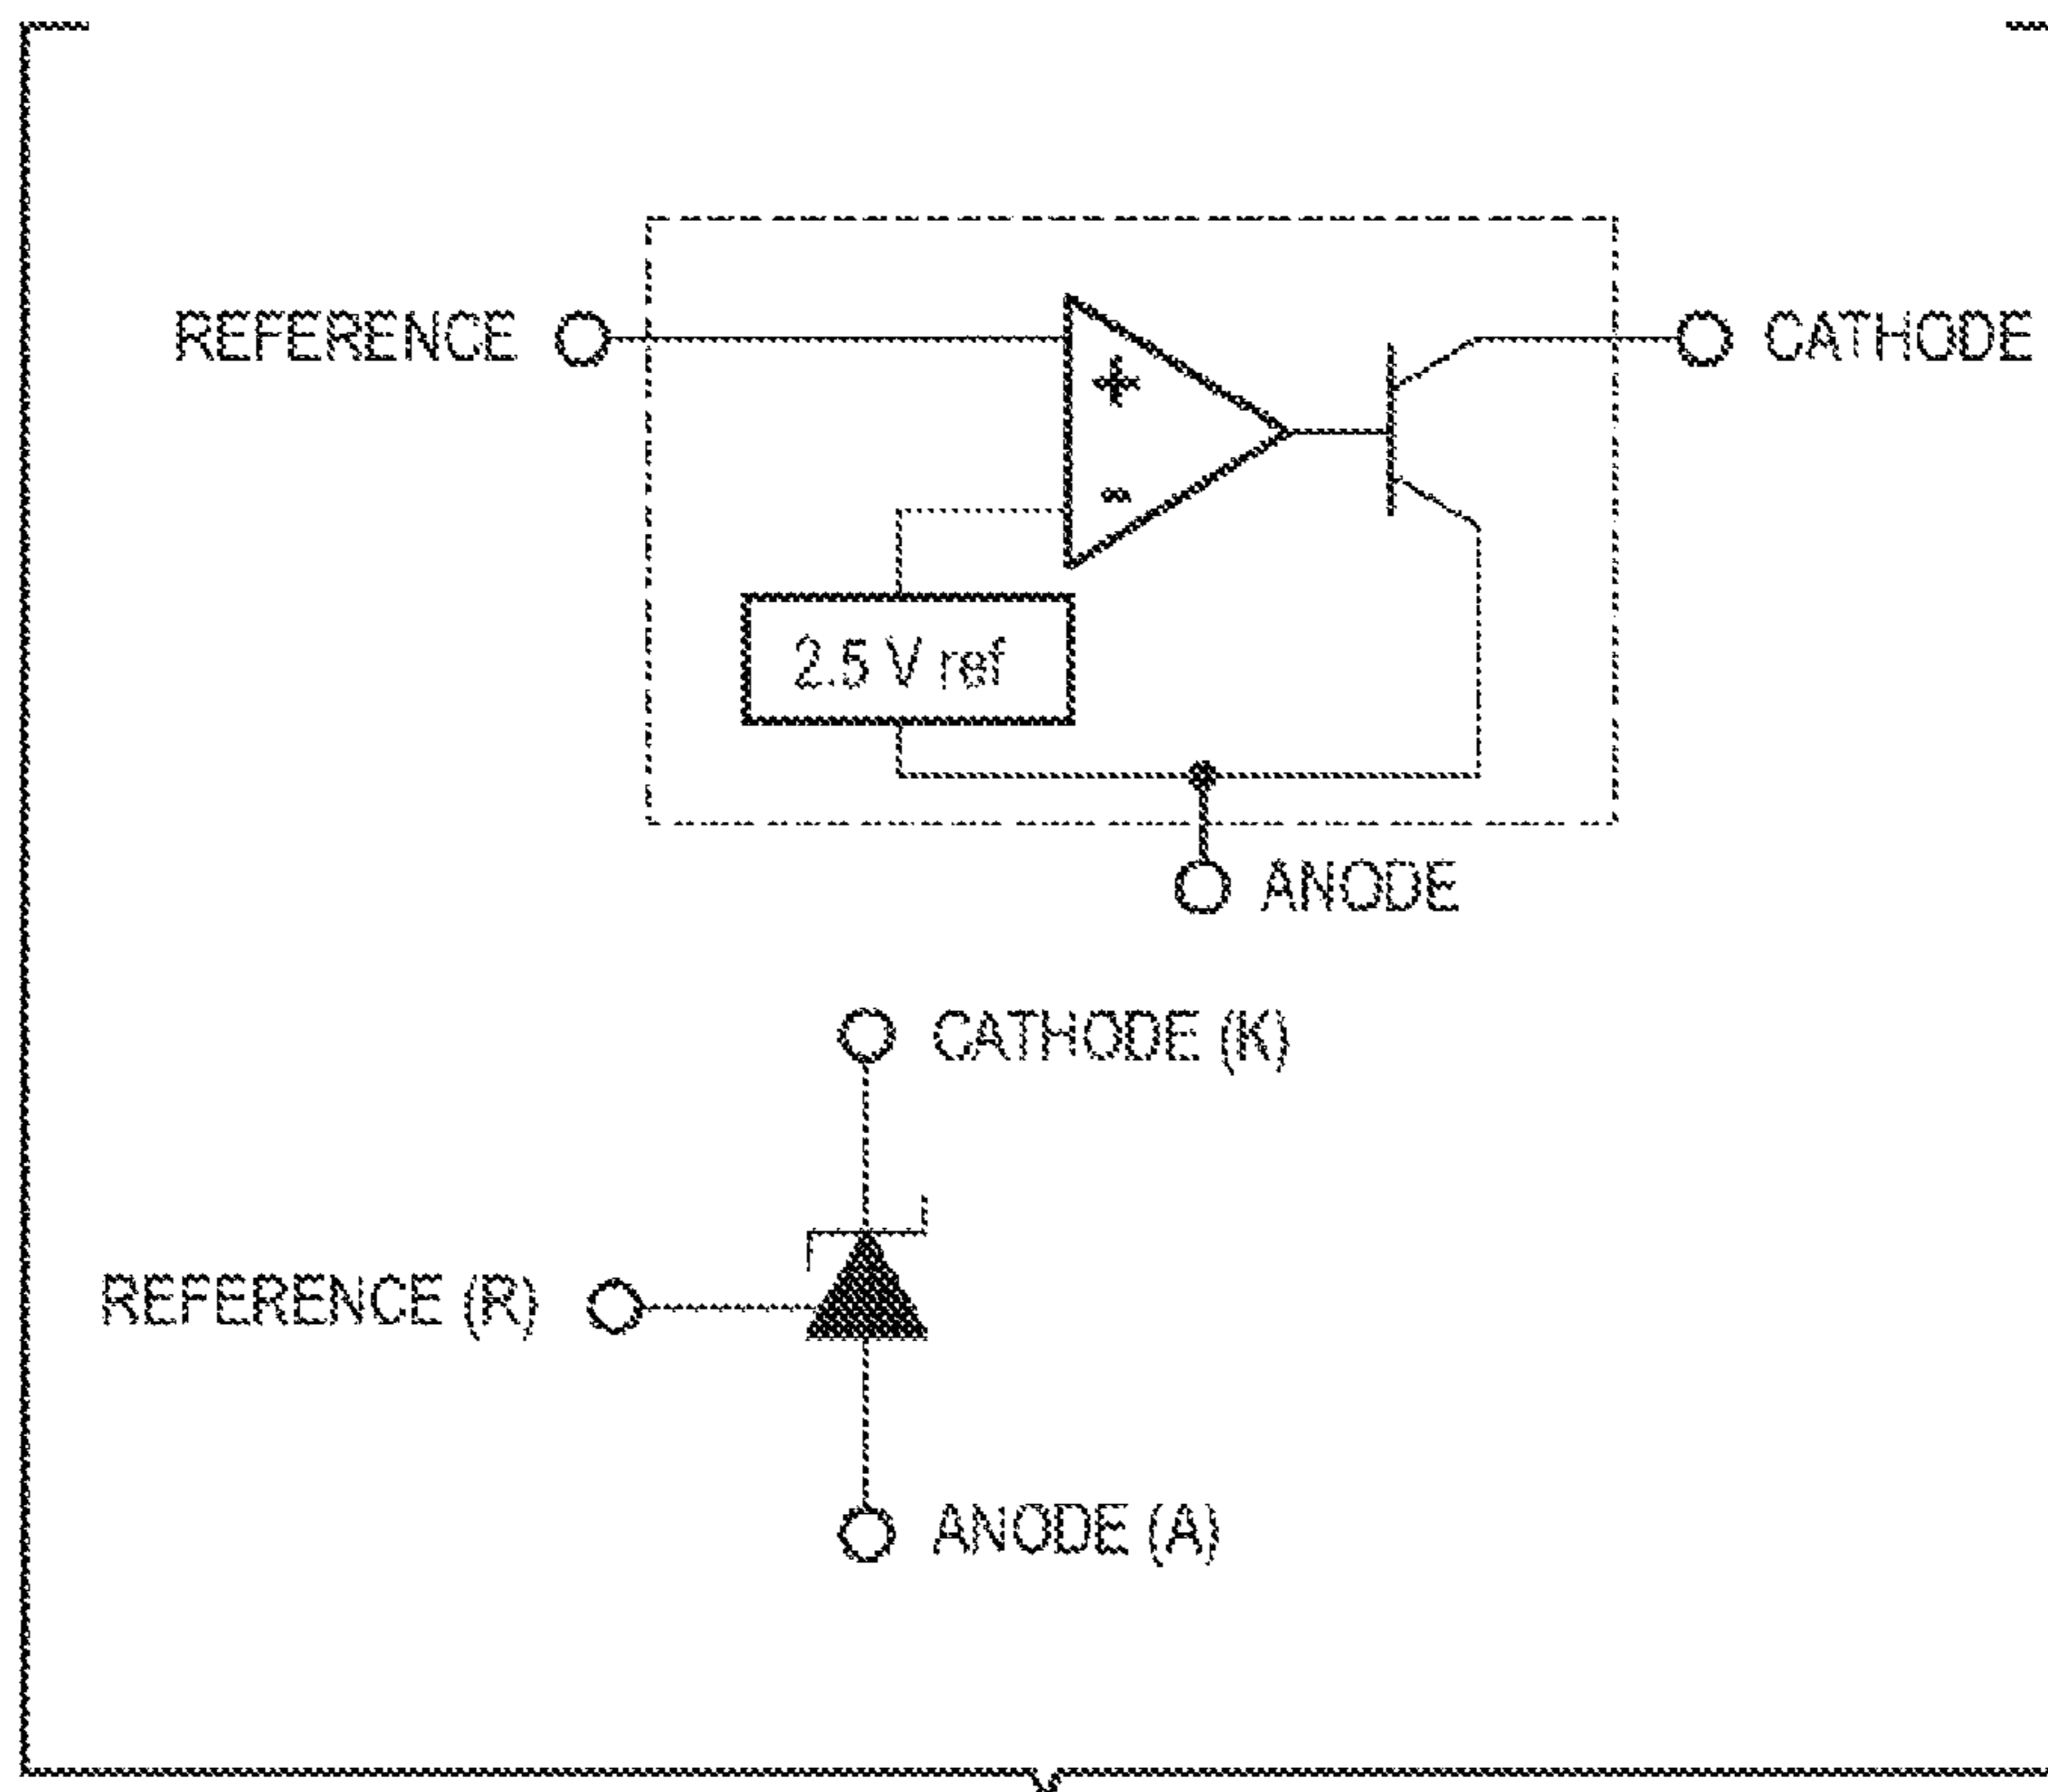 REFERENCE
CATHODE
+
-
2.5 V ref
ANODE
CATHODE (K)
REFERENCE (R)
ANODE (A)